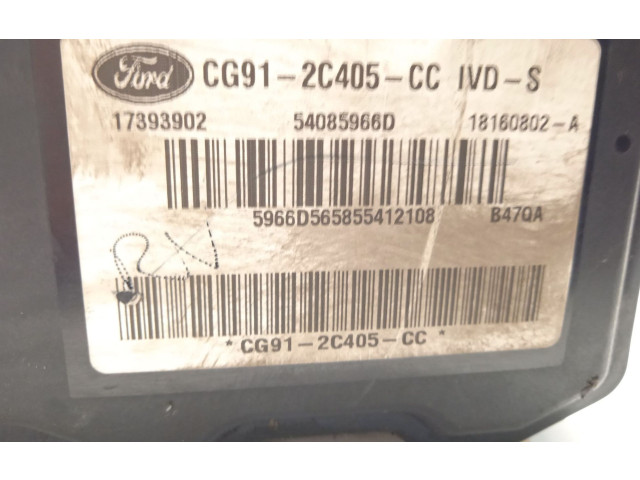 Ford CG91-2C405-CC IVD-S
17393902 54085966D 18160802-A
5966D565855412108 B47QA
* CG91-2C405-CC *